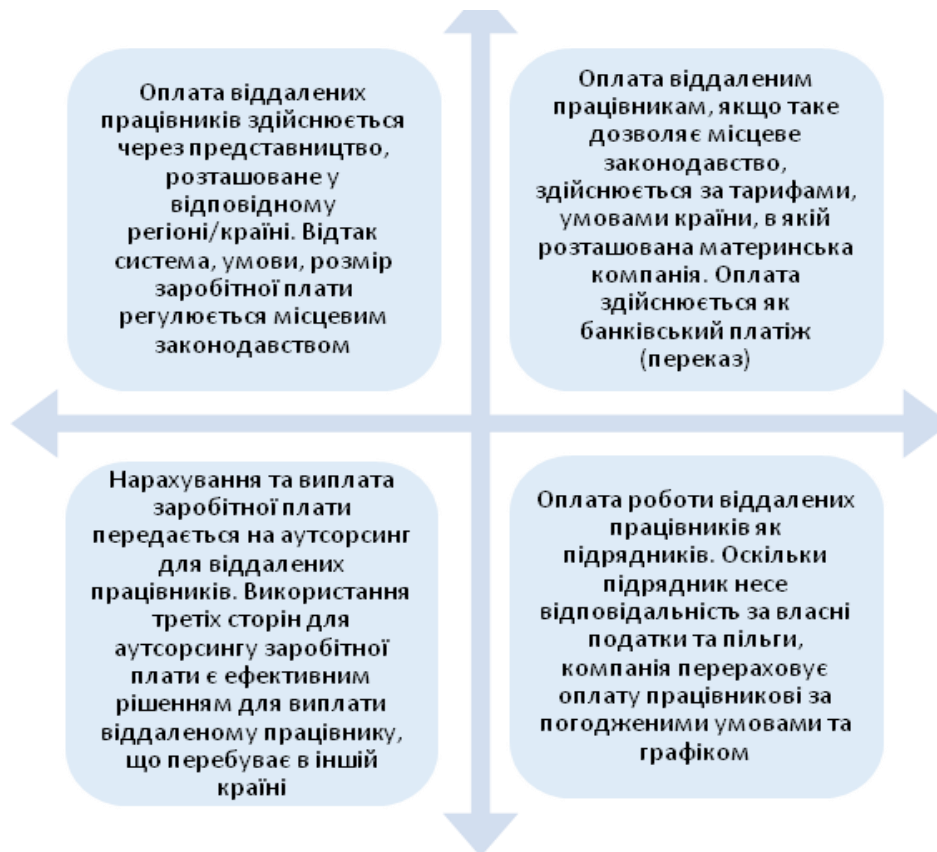 Оплата віддалених
працівників здійснюється
через представництво,
розташоване у
відповідному
регіоні/країні. Відтак
система, умови, розмір
заробітної плати
регулюється місцевим
законодавством
Оплата віддаленим
працівникам, якщо таке
дозволяє місцеве
законодавство,
здійснюється за тарифами,
умовами країни, в якій
розташована материнська
компанія. Оплата
здійснюється як
банківський платіж
(переказ)
Нарахування та виплата
заробітної плати
передається на аутсорсинг
для віддалених
працівників. Використання
третіх сторін для
аутсорсингу заробітної
плати є ефективним
рішенням для виплати
віддаленому працівнику,
що перебуває в іншій
країні
Оплата роботи віддалених
працівників як
підрядників. Оскільки
підрядник несе
відповідальність за власні
податки та пільги,
компанія перераховує
оплату працівникові за
погодженими умовами та
графіком